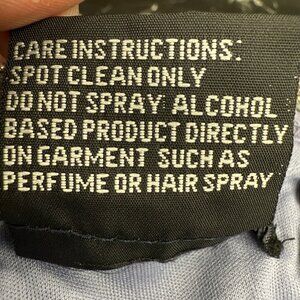 CARE INSTRUCTIONS:
SPOT CLEAN ONLY
DO NOT SPRAY ALCOHOL
BASED PRODUCT DIRECTLY
ON GARMENT SUCH AS
PERFUME OR HAIR SPRAY